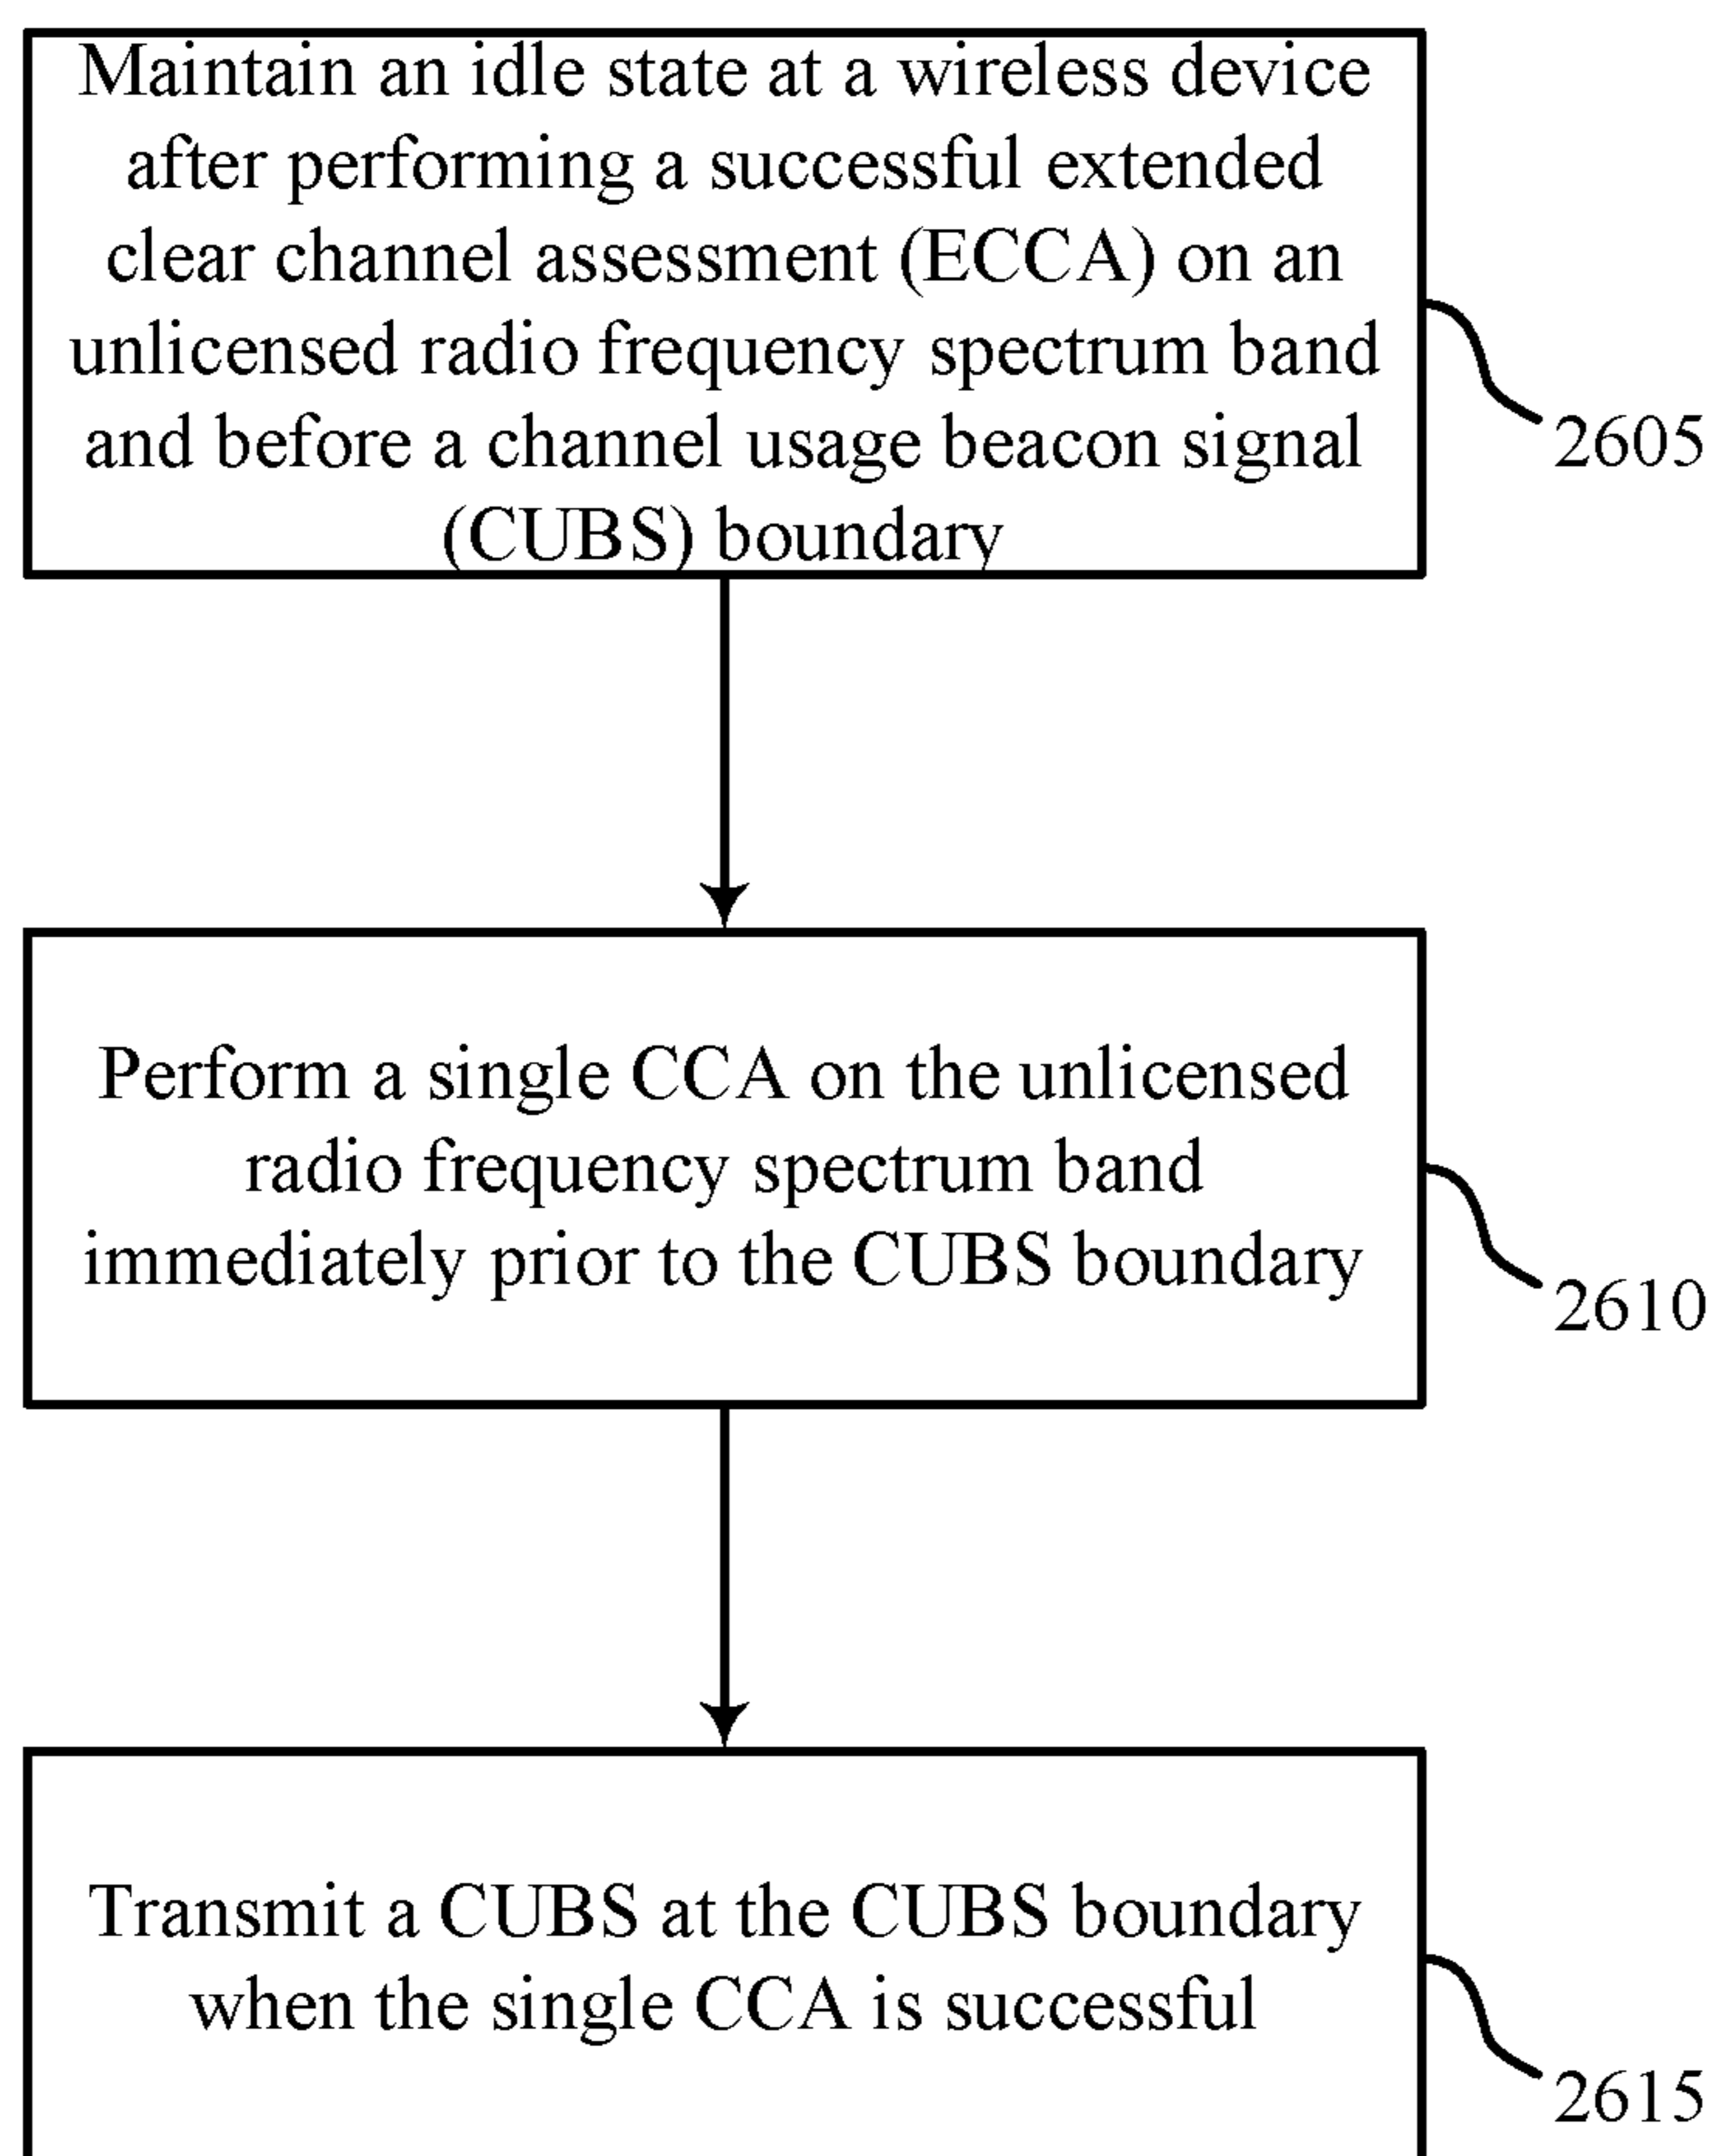 Maintain an idle state at a wireless device
after performing a successful extended
clear channel assessment (ECCA) on an
unlicensed radio frequency spectrum band
and before a channel usage beacon signal
(CUBS) boundary
2605
Perform a single CCA on the unlicensed
radio frequency spectrum band
immediately prior to the CUBS boundary
2610
Transmit a CUBS at the CUBS boundary
when the single CCA is successful
2615